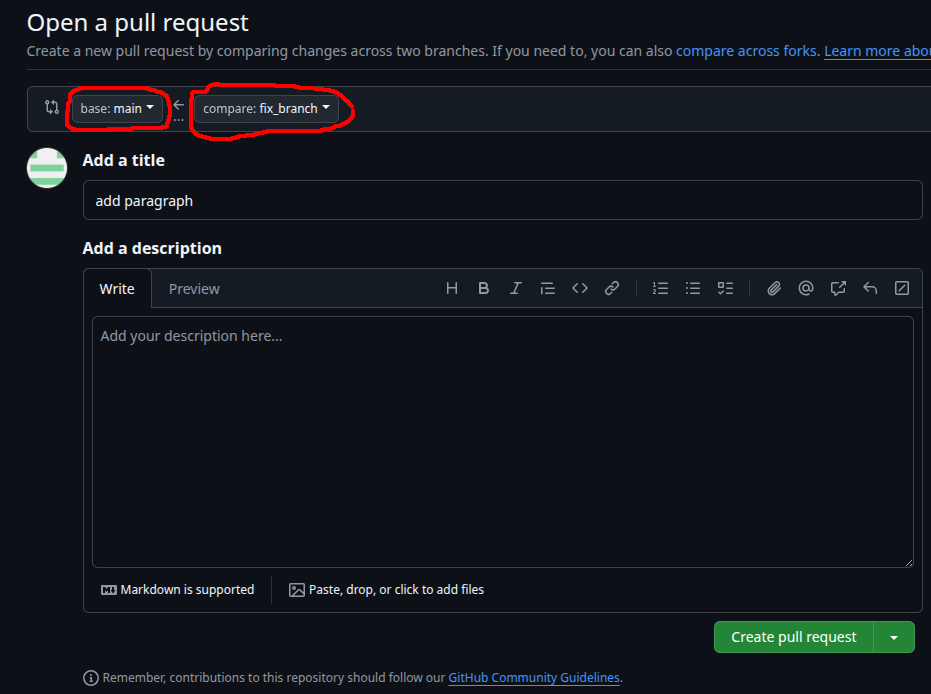 Open a pull request
Create a new pull request by comparing changes across two branches. If you need to, you can also compare across forks. Learn more abou
base: main
...
compare: fix_branch
Add a title
add paragraph
Add a description
Write Preview
Add your description here...
Markdown is supported
Paste, drop, or click to add files
Create pull request
Remember, contributions to this repository should follow our GitHub Community Guidelines.